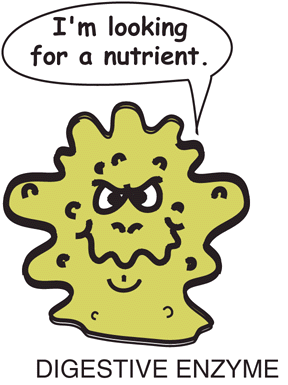 I'm looking
for a nutrient.
DIGESTIVE ENZYME